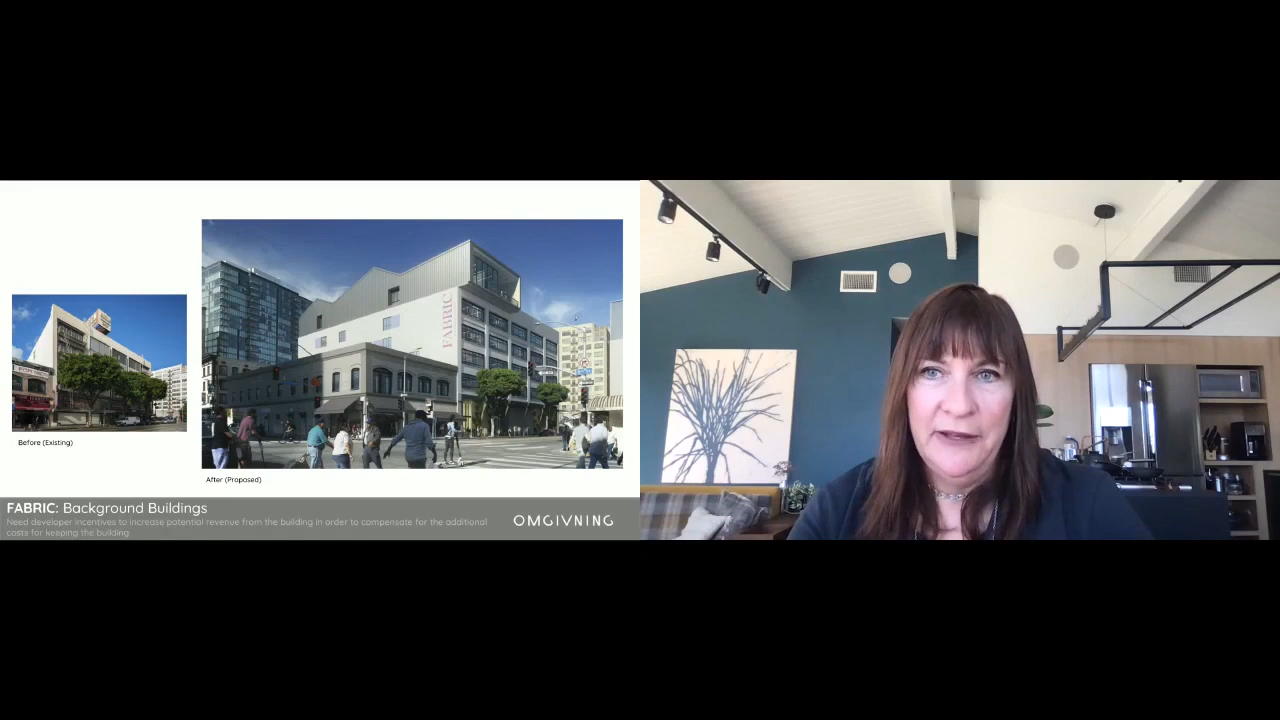 FABRIC
Before (Existing)
After (Proposed)
FABRIC: Background Buildings
Need developer incentives to increase potential revenue from the building in order to compensate for the additional
costs for keeping the building
OMGIVNING